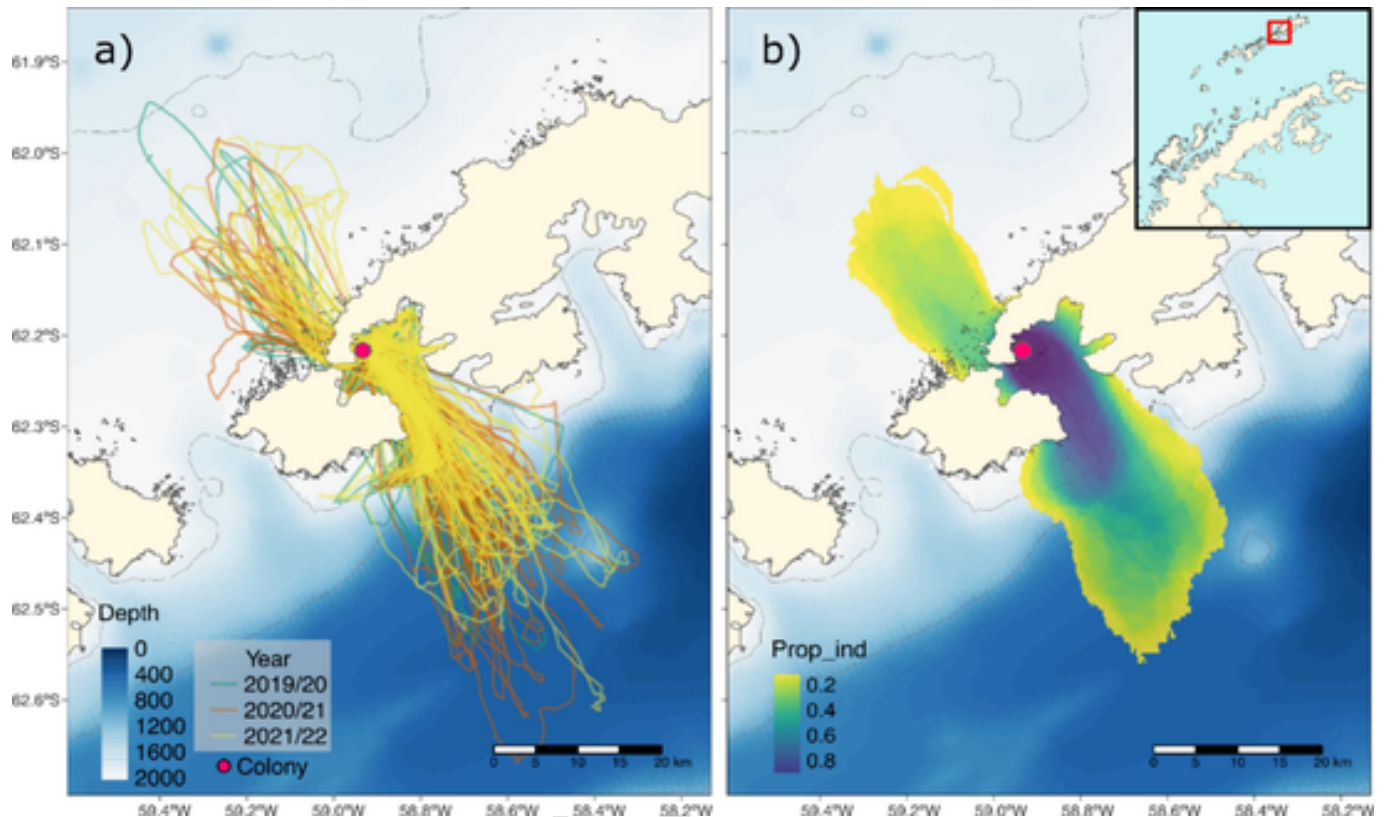 a)
b)
61.9°S
62.0°S
62.1°S
62.2°S
62.3°S
62.4°S
62.5°S
62.6°S
Depth
0
400
800
1200
1600
2000
Year
2019/20
2020/21
2021/22
Colony
0 5 10 15 20 km
Prop_ind
0.2
0.4
0.6
0.8
0 5 10 15 20 km
59.4°W 59.2°W 59.0°W 58.8°W 58.6°W 58.4°W 58.2°W
59.4°W 59.2°W 59.0°W 58.8°W 58.6°W 58.4°W 58.2°W